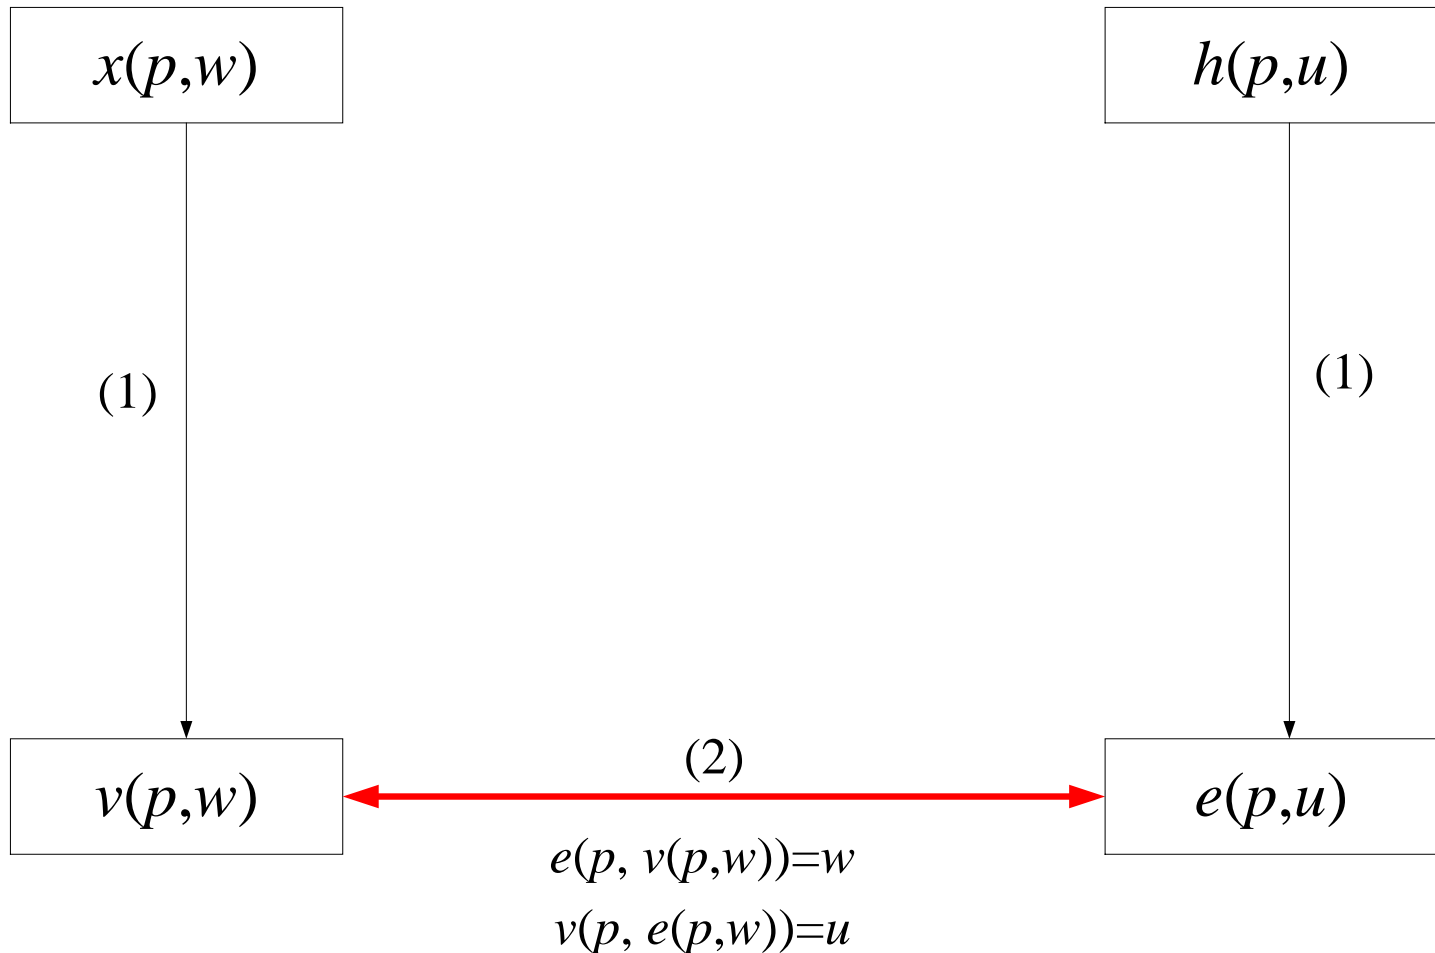 x(p,w)
h(p,u)
(1)
(1)
(2)
v(p,w)
e(p,u)
e(p, v(p,w))=w
v(p, e(p,w))=u